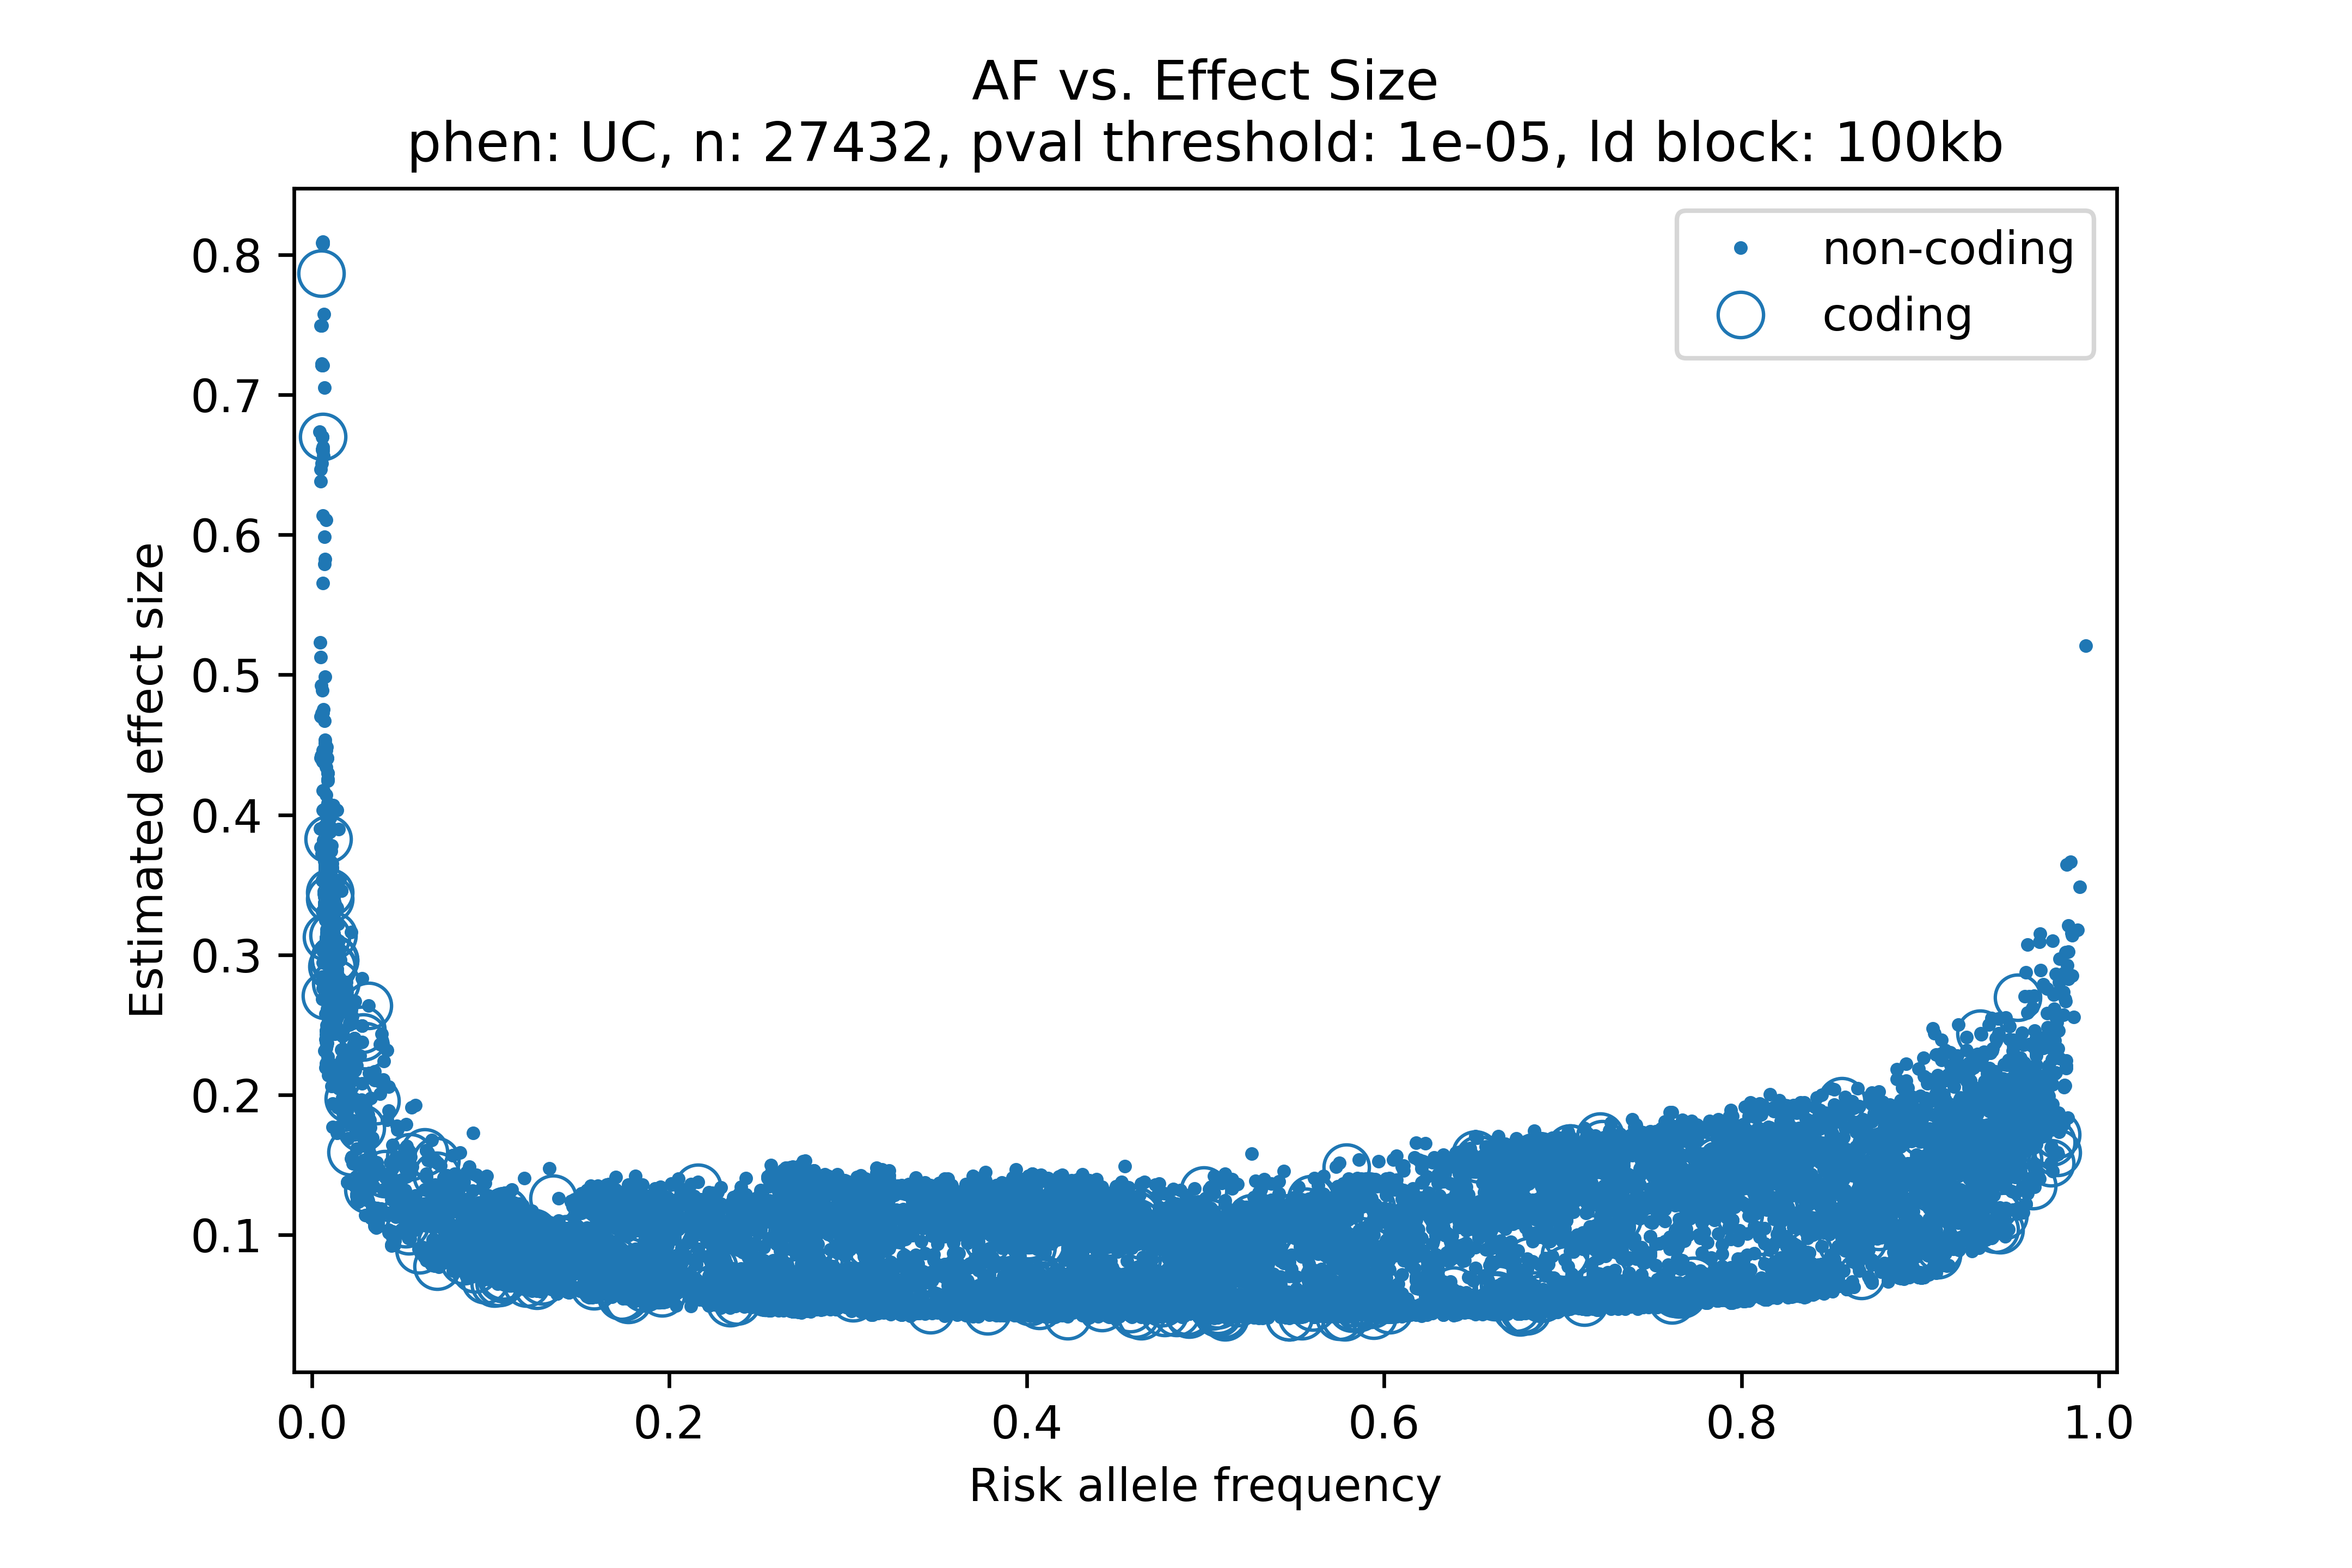 AF vs. Effect Size
phen: UC, n: 27432, pval threshold: 1e-05, ld block: 100kb
non-coding
coding
Estimated effect size
0.8
0.7
0.6
0.5
0.4
0.3
0.2
0.1
0.0 0.2 0.4 0.6 0.8 1.0
Risk allele frequency